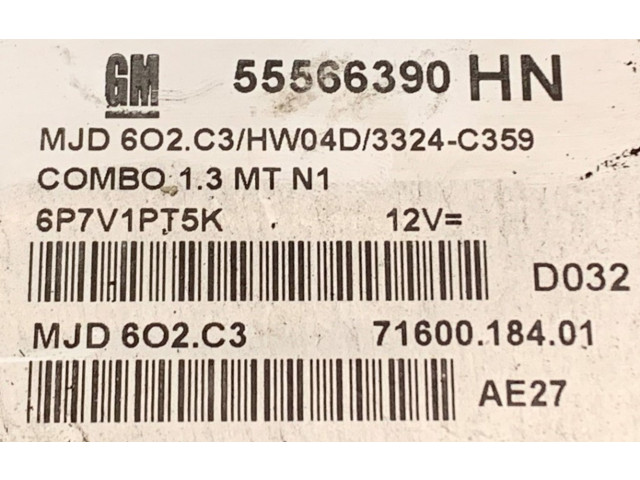 GM 55566390 HN
MJD 6O2.C3/HW04D/3324-C359
COMBO 1.3 MT N1
6P7V1PT5K 12V=
D032
MJD 6O2.C3 71600.184.01
AE27